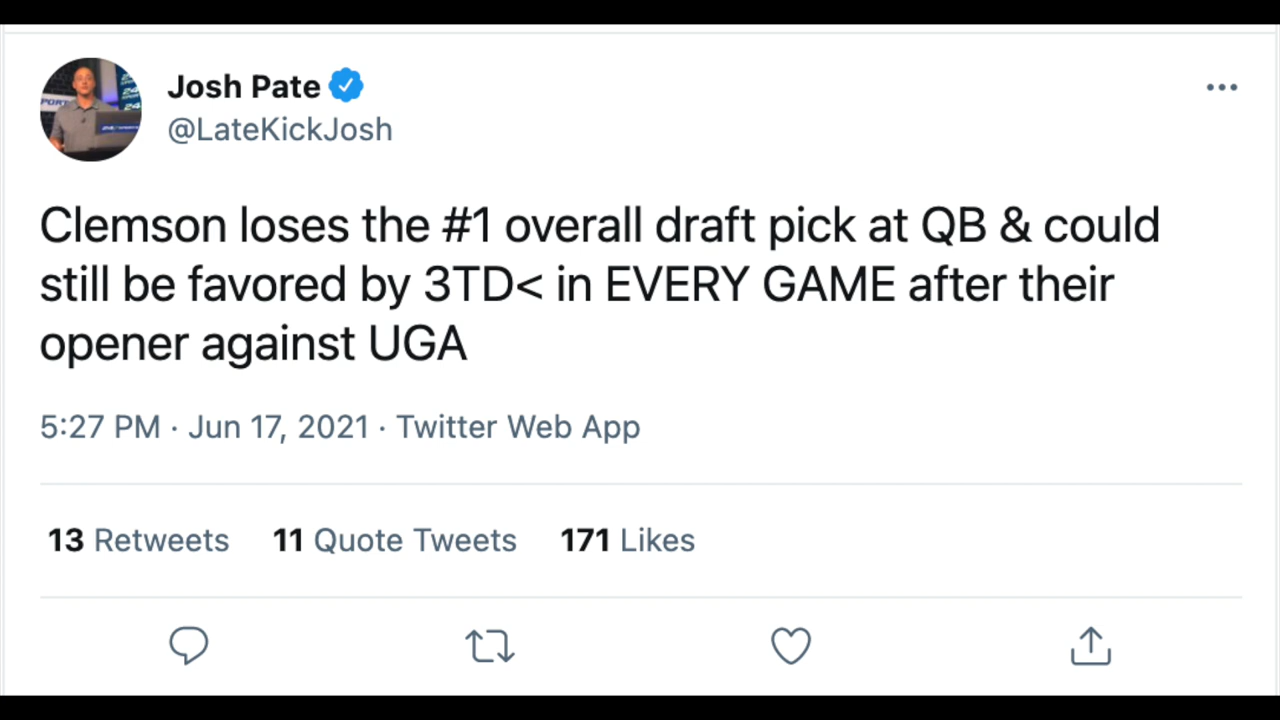 Josh Pate
@LateKickJosh
Clemson loses the #1 overall draft pick at QB & could
still be favored by 3TD< in EVERY GAME after their
opener against UGA
5:27 PM · Jun 17, 2021 · Twitter Web App
13 Retweets 11 Quote Tweets 171 Likes